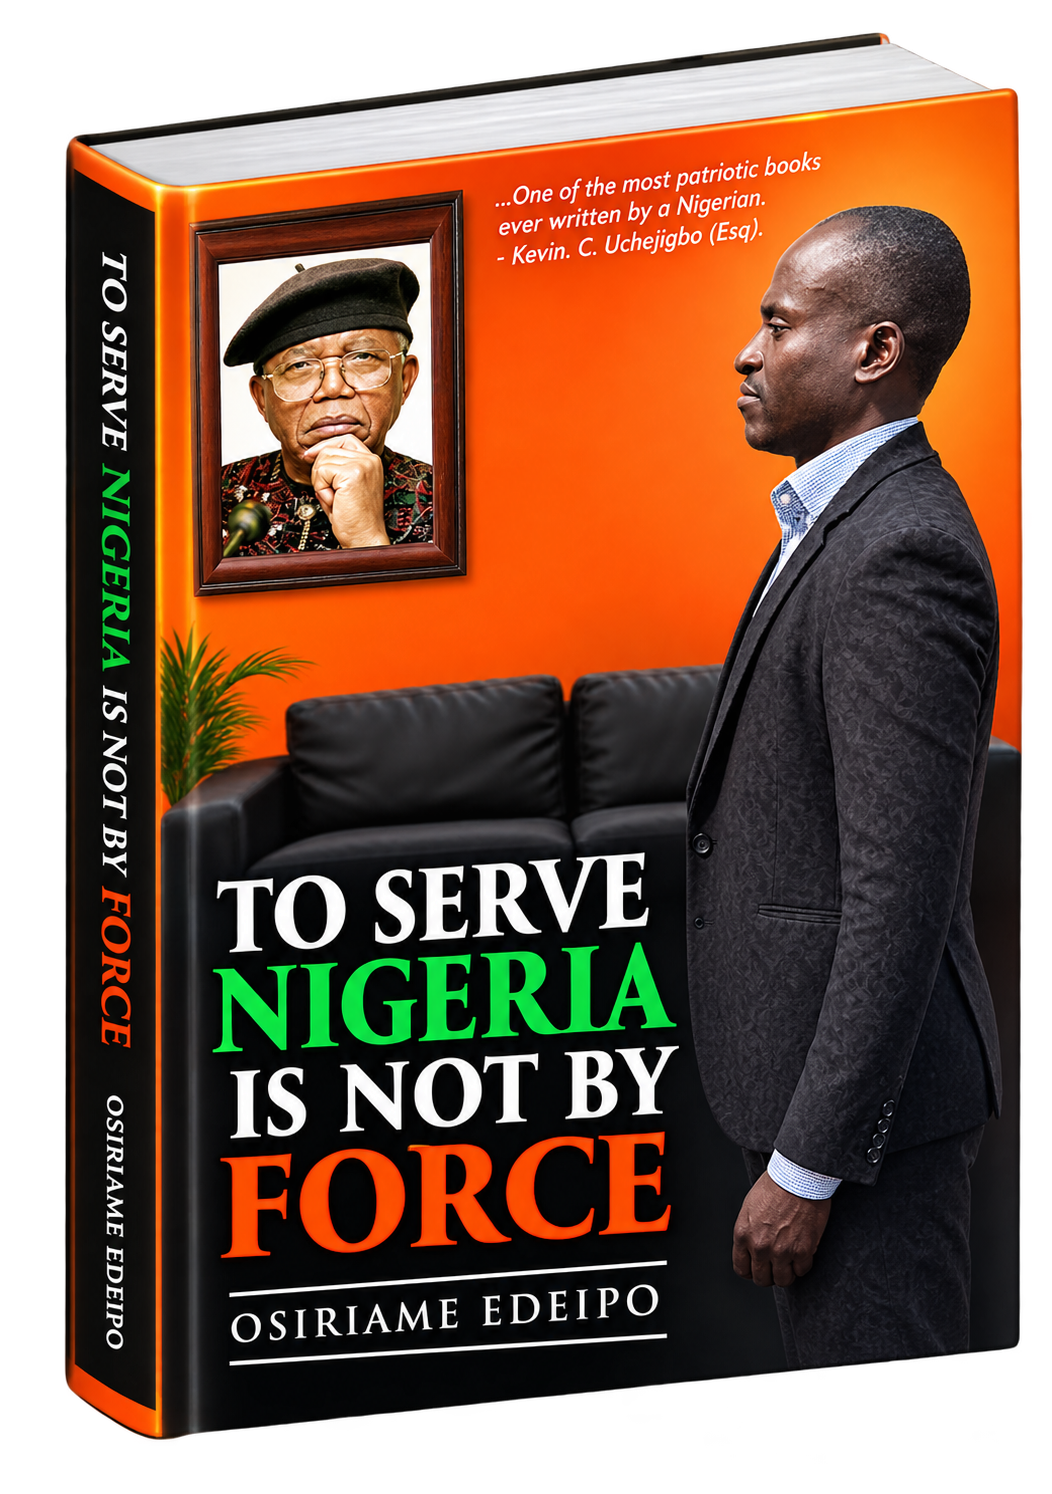 ...One of the most patriotic books
ever written by a Nigerian.
- Kevin. C. Uchejigbo (Esq).
TO SERVE
NIGERIA
IS NOT BY
FORCE
OSIRIAME EDEIPO
TO SERVE NIGERIA IS NOT BY FORCE OSIRIAME EDEIPO